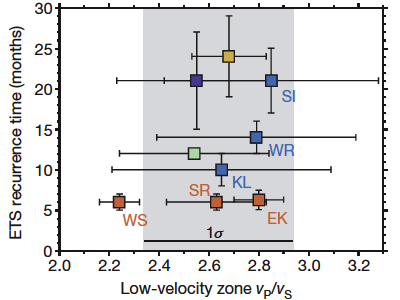 ETS recurrence time (months)
30
25
20
15
10
5
0
SI
WR
KL
SR
WS
EK
1σ
2.0 2.2 2.4 2.6 2.8 3.0 3.2
Low-velocity zone vP/vS